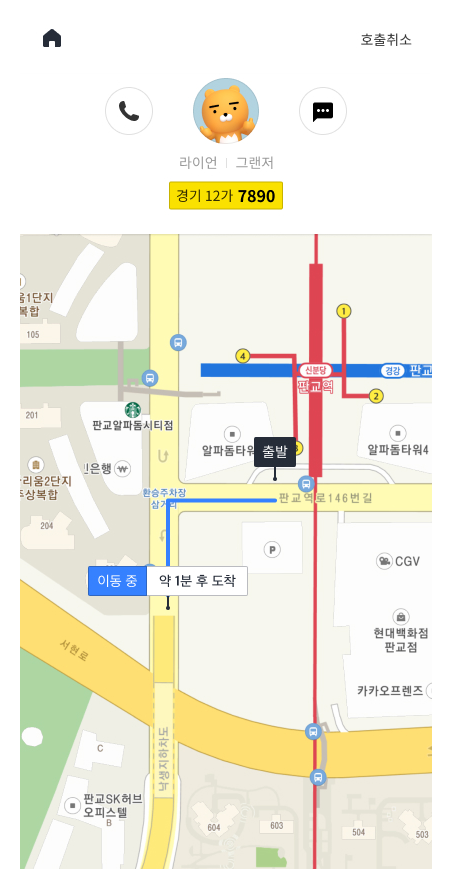 호출취소
라이언 | 그랜저
경기 12가 7890
1단지
복합
105
1
4
신분당
경강
판교
판교역
2
201
판교알파돔시티점
알파돔타워
출발
알파돔타워4
은행
리움2단지
상복합
환승주차장
삼거리
판교역로146번길
204
P
CGV
이동 중
약 1분 후 도착
현대백화점
판교점
서현로
카카오프렌즈
낙생지하차도
C
판교SK허브
오피스텔
B
604
603
504
503